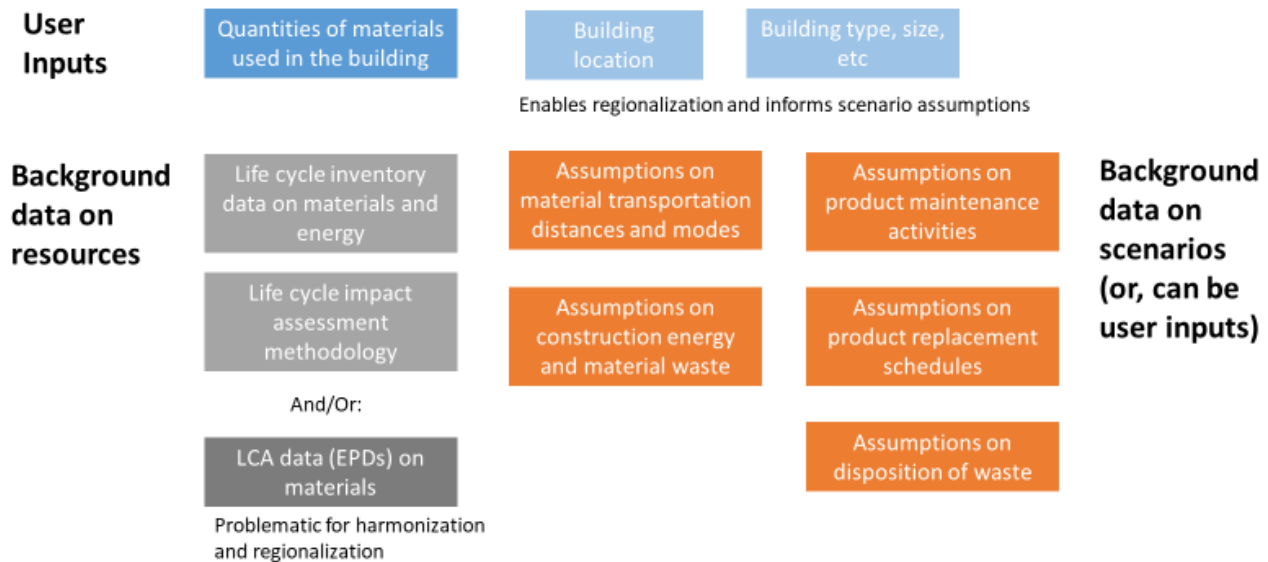 User
Inputs
Quantities of materials
used in the building
Building
location
Building type, size,
etc
Enables regionalization and informs scenario assumptions
Background
data on
resources
Life cycle inventory
data on materials and
energy
Life cycle impact
assessment
methodology
And/Or:
LCA data (EPDs) on
materials
Problematic for harmonization
and regionalization
Assumptions on
material transportation
distances and modes
Assumptions on
construction energy
and material waste
Assumptions on
product maintenance
activities
Assumptions on
product replacement
schedules
Assumptions on
disposition of waste
Background
data on
scenarios
(or, can be
user inputs)